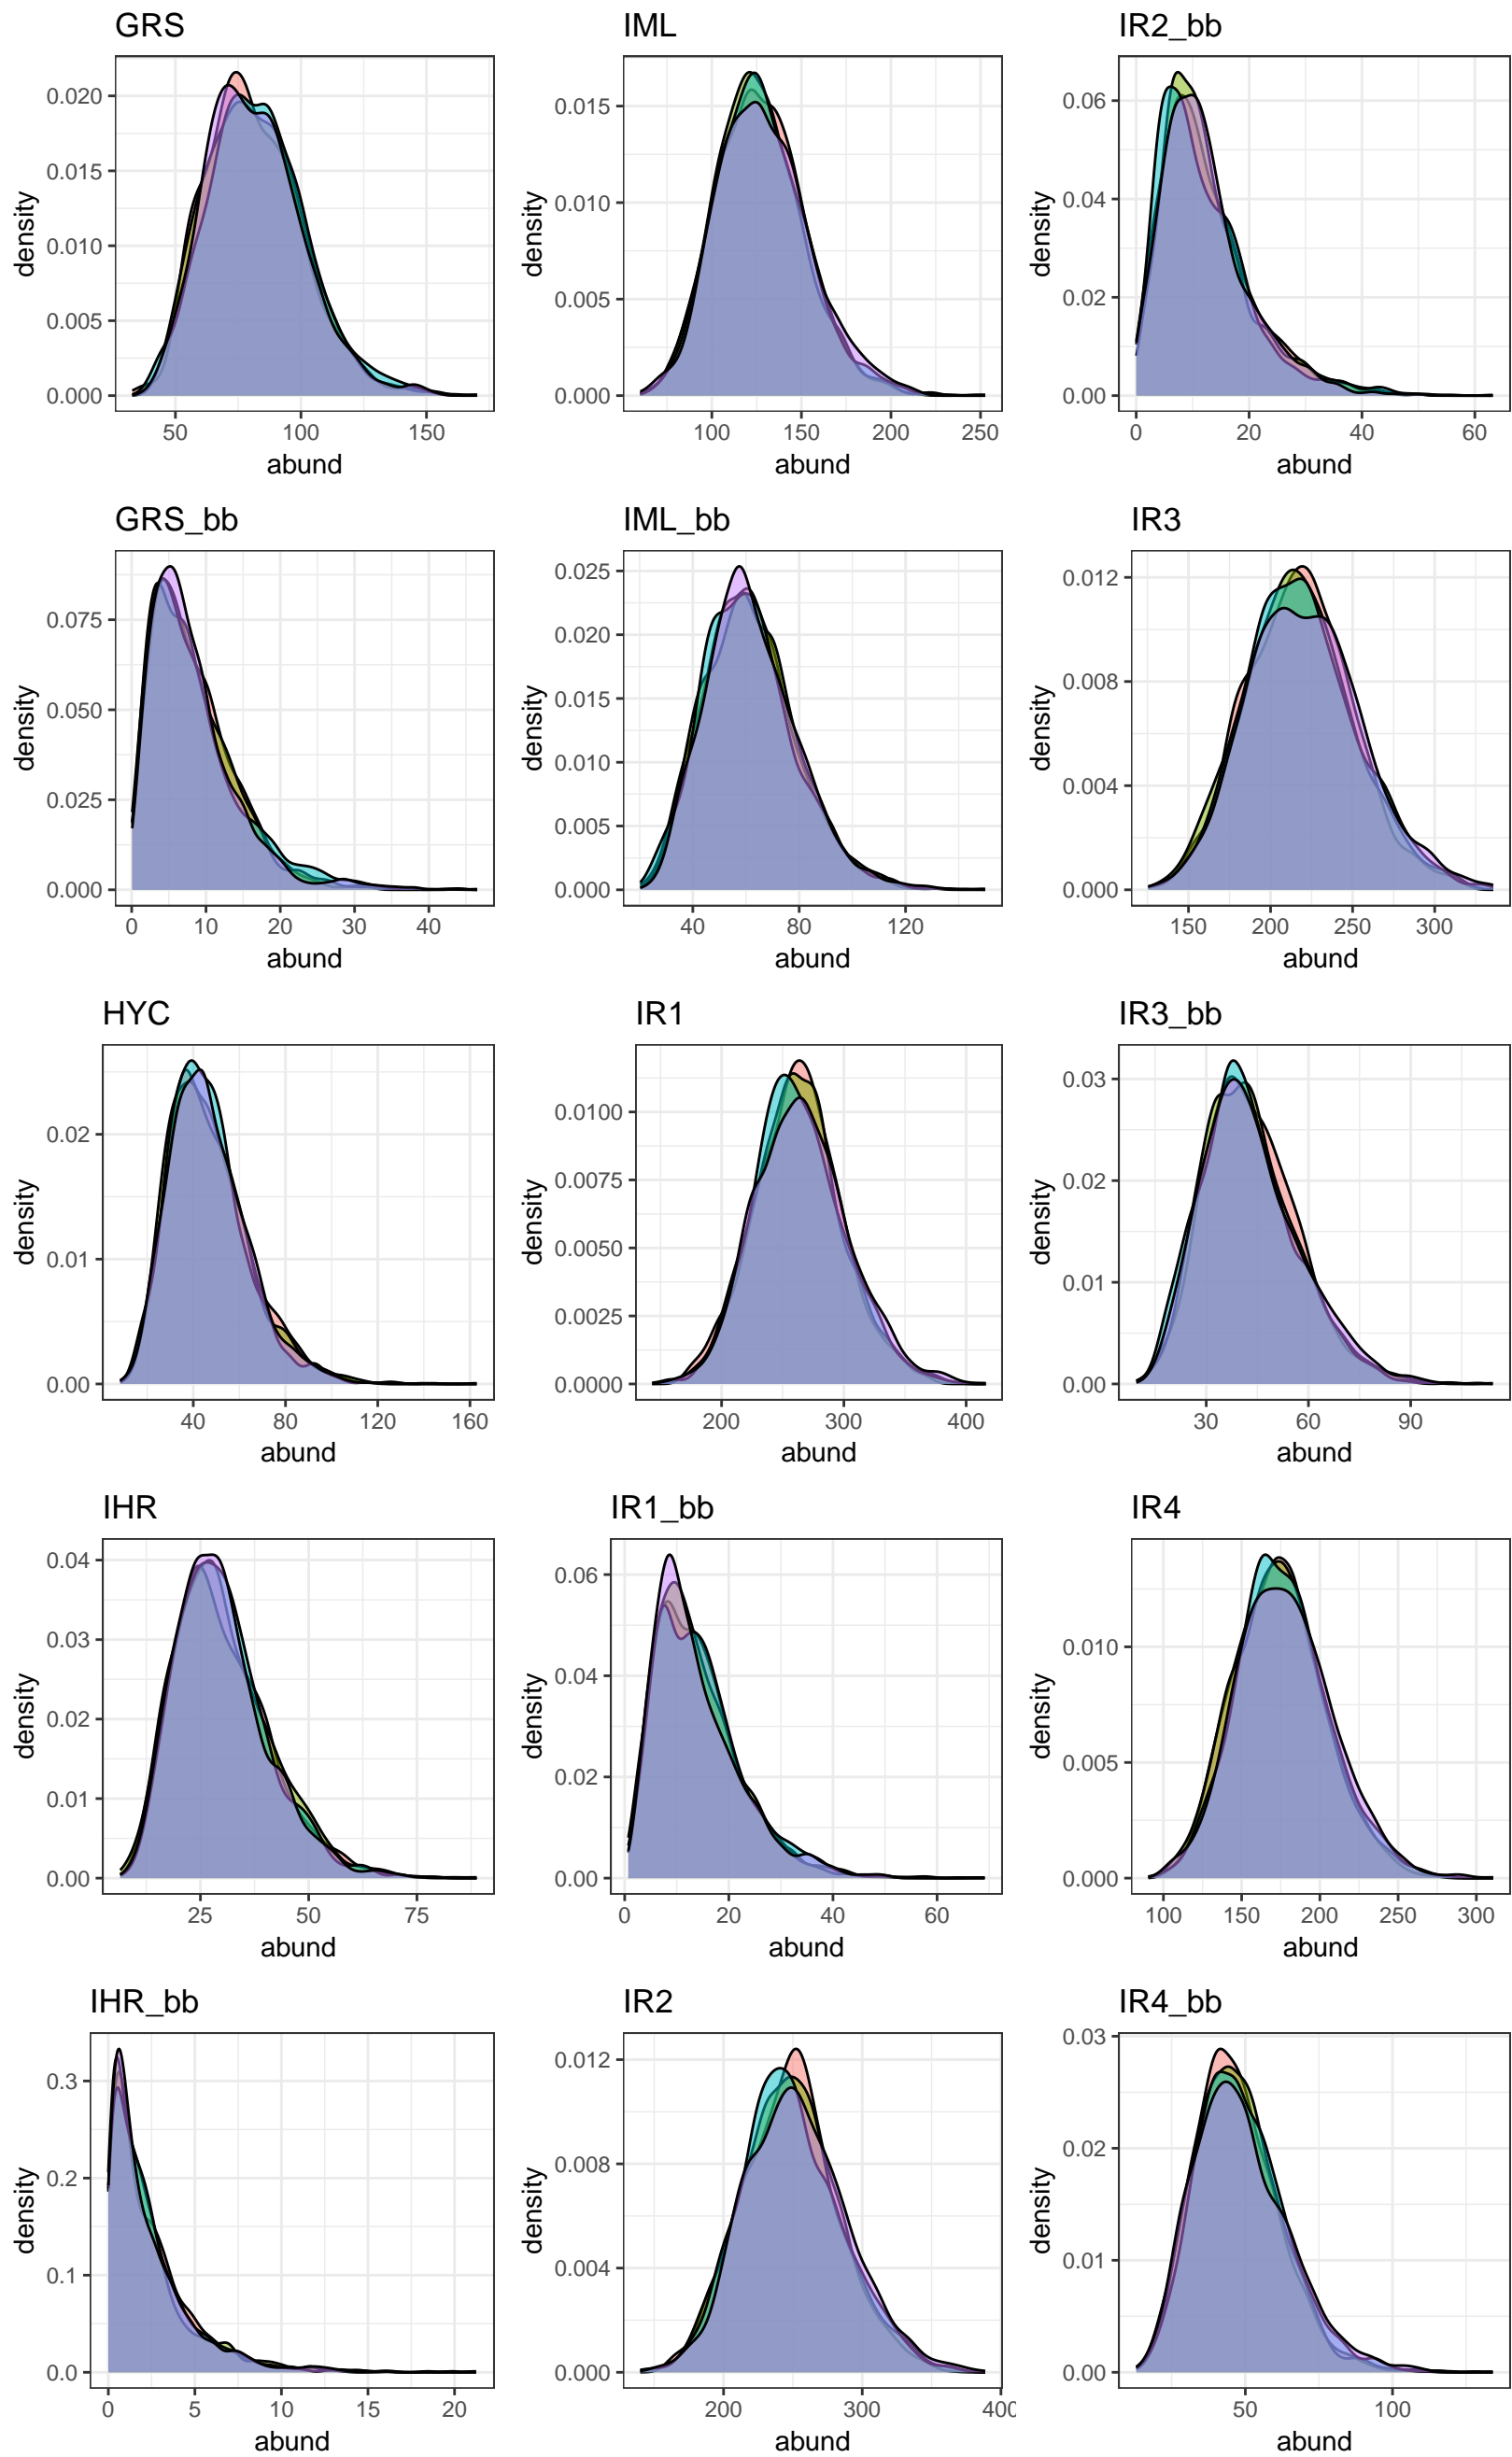 GRS
IML
IR2_bb
0.020
0.015
0.010
0.005
0.000
density
50
100
150
abund
0.015
0.010
0.005
0.000
density
100
150
200
250
abund
0.06
0.04
0.02
0.00
density
0
20
40
60
abund
GRS_bb
IML_bb
IR3
0.075
0.050
0.025
0.000
density
0
10
20
30
40
abund
0.025
0.020
0.015
0.010
0.005
0.000
density
40
80
120
abund
0.012
0.008
0.004
0.000
density
150
200
250
300
abund
HYC
IR1
IR3_bb
0.02
0.01
0.00
density
40
80
120
160
abund
0.0100
0.0075
0.0050
0.0025
0.0000
density
200
300
400
abund
0.03
0.02
0.01
0.00
density
30
60
90
abund
IHR
IR1_bb
IR4
0.04
0.03
0.02
0.01
0.00
density
25
50
75
abund
0.06
0.04
0.02
0.00
density
0
20
40
60
abund
0.010
0.005
0.000
density
100
150
200
250
300
abund
IHR_bb
IR2
IR4_bb
0.3
0.2
0.1
0.0
density
0
5
10
15
20
abund
0.012
0.008
0.004
0.000
density
200
300
400
abund
0.03
0.02
0.01
0.00
density
50
100
abund